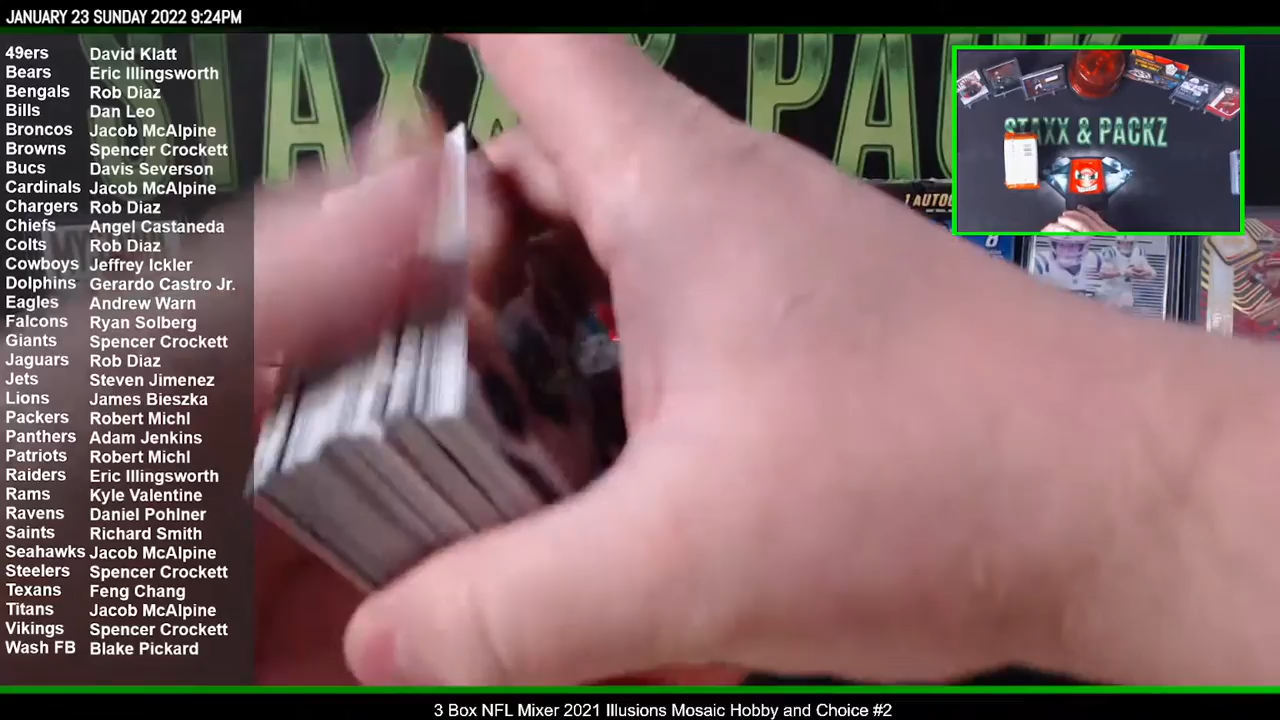 JANUARY 23 SUNDAY 2022 9:24PM
49ers David Klatt
Bears Eric Illingsworth
Bengals Rob Diaz
Bills Dan Leo
Broncos Jacob McAlpine
Browns Spencer Crockett
Bucs Davis Severson
Cardinals Jacob McAlpine
Chargers Rob Diaz
Chiefs Angel Castaneda
Colts Rob Diaz
Cowboys Jeffrey Ickler
Dolphins Gerardo Castro Jr.
Eagles Andrew Warn
Falcons Ryan Solberg
Giants Spencer Crockett
Jaguars Rob Diaz
Jets Steven Jimenez
Lions James Bieszka
Packers Robert Michl
Panthers Adam Jenkins
Patriots Robert Michl
Raiders Eric Illingsworth
Rams Kyle Valentine
Ravens Daniel Pohlner
Saints Richard Smith
Seahawks Jacob McAlpine
Steelers Spencer Crockett
Texans Feng Chang
Titans Jacob McAlpine
Vikings Spencer Crockett
Wash FB Blake Pickard
STAXX & PACKZ
1 AUTO
8
STAXX & PACKZ
3 Box NFL Mixer 2021 Illusions Mosaic Hobby and Choice #2